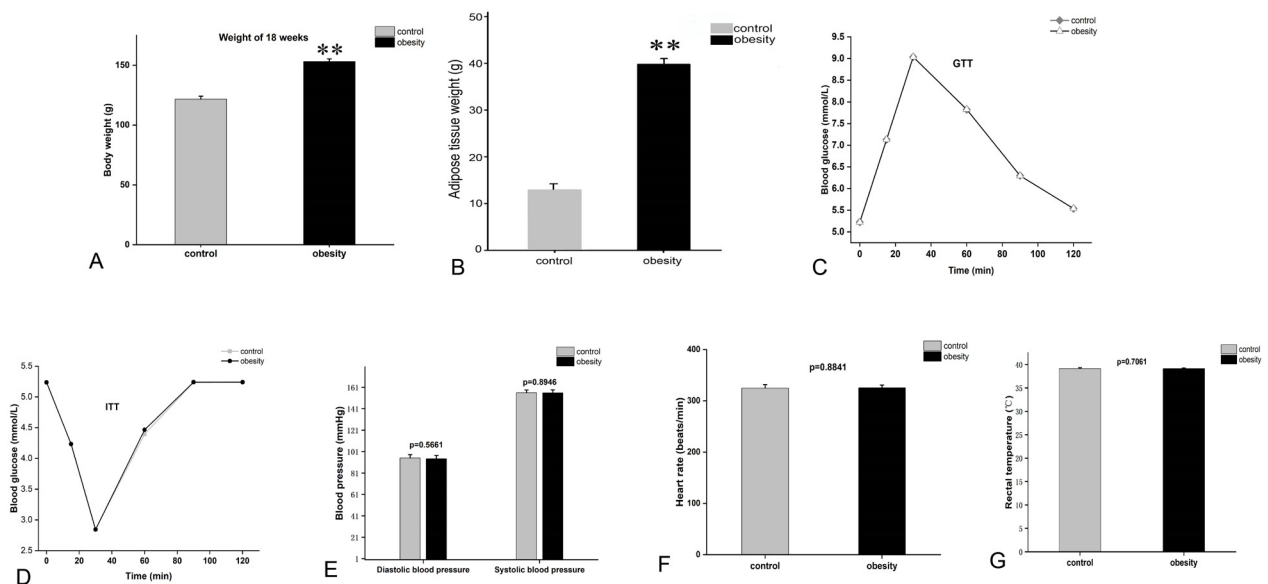 Weight of 18 weeks
control
obesity
**
Body weight (g)
150
100
50
0
control
obesity
A
control
obesity
**
Adipose tissue weight (g)
50
40
30
20
10
0
control
obesity
B
control
obesity
GTT
Blood glucose (mmol/L)
9.5
9.0
8.5
8.0
7.5
7.0
6.5
6.0
5.5
5.0
0 20 40 60 80 100 120
Time (min)
C
control
obesity
ITT
Blood glucose (mmol/L)
5.5
5.0
4.5
4.0
3.5
3.0
2.5
0 20 40 60 80 100 120
Time (min)
D
control
obesity
p=0.8946
p=0.5661
Blood pressure (mmHg)
161
141
121
101
81
61
41
21
1
Diastolic blood pressure Systolic blood pressure
E
control
obesity
p=0.8841
Heart rate (beats/min)
400
300
200
100
0
control
obesity
F
control
obesity
p=0.7061
Rectal temperature (℃)
40
35
30
25
20
15
10
5
0
control
obesity
G